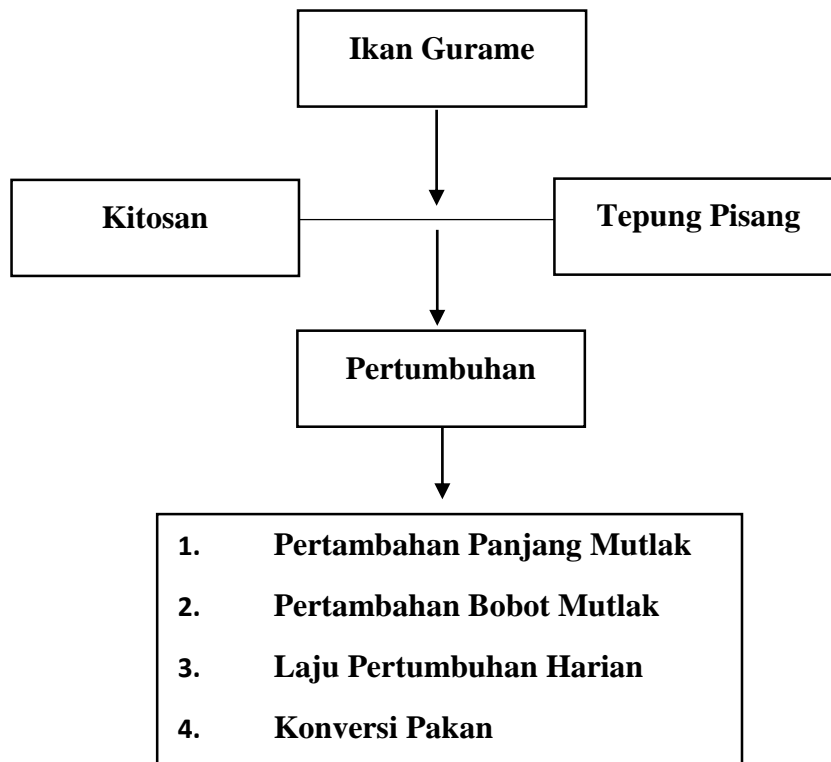 Ikan Gurame
Kitosan
Tepung Pisang
Pertumbuhan
1. Pertambahan Panjang Mutlak
2. Pertambahan Bobot Mutlak
3. Laju Pertumbuhan Harian
4. Konversi Pakan